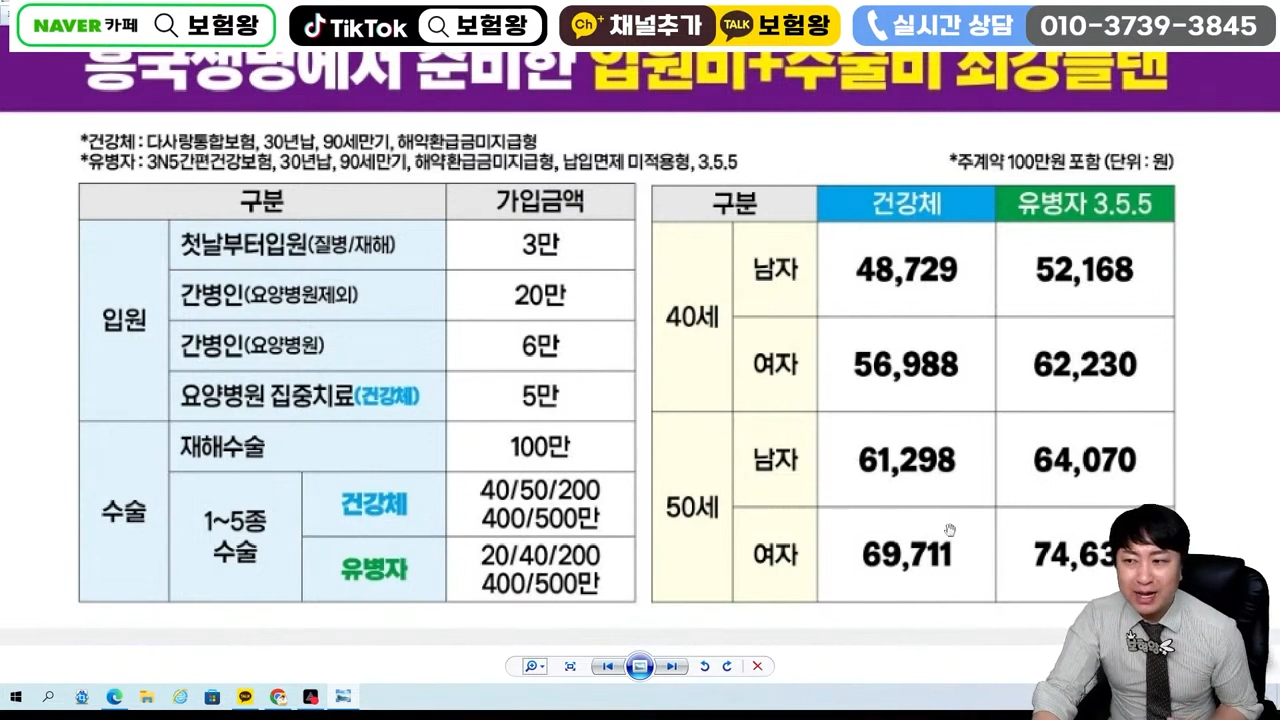 NAVER 카페 보험왕
TikTok 보험왕
Ch+ 채널추가 TALK 보험왕
실시간 상담 010-3739-3845
흥국생명에서 준비한 입원비+수술비 최강플랜
*건강체 : 다사랑통합보험, 30년납, 90세만기, 해약환급금미지급형
*유병자 : 3N5간편건강보험, 30년납, 90세만기, 해약환급금미지급형, 납입면제 미적용형, 3.5.5
*주계약 100만원 포함 (단위 : 원)
구분 가입금액
입원
첫날부터입원(질병/재해) 3만
간병인(요양병원제외) 20만
간병인(요양병원) 6만
요양병원 집중치료(건강체) 5만
수술
재해수술 100만
1~5종
수술
건강체
40/50/200
400/500만
유병자
20/40/200
400/500만
구분 건강체 유병자 3.5.5
40세
남자 48,729 52,168
여자 56,988 62,230
50세
남자 61,298 64,070
여자 69,711 74,63
보험왕